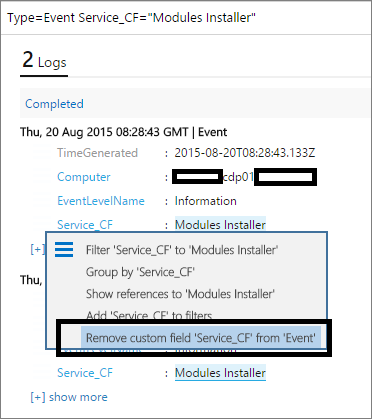 Type=Event Service_CF="Modules Installer"
2 Logs
Completed
Thu, 20 Aug 2015 08:28:43 GMT | Event
TimeGenerated : 2015-08-20T08:28:43.133Z
Computer : cdp01
EventLevelName : Information
Service_CF : Modules Installer
[+]
Filter 'Service_CF' to 'Modules Installer'
Group by 'Service_CF'
Thu,
Show references to 'Modules Installer'
Add 'Service_CF' to filters
Remove custom field 'Service_CF' from 'Event'
Service_CF : Modules Installer
[+] show more